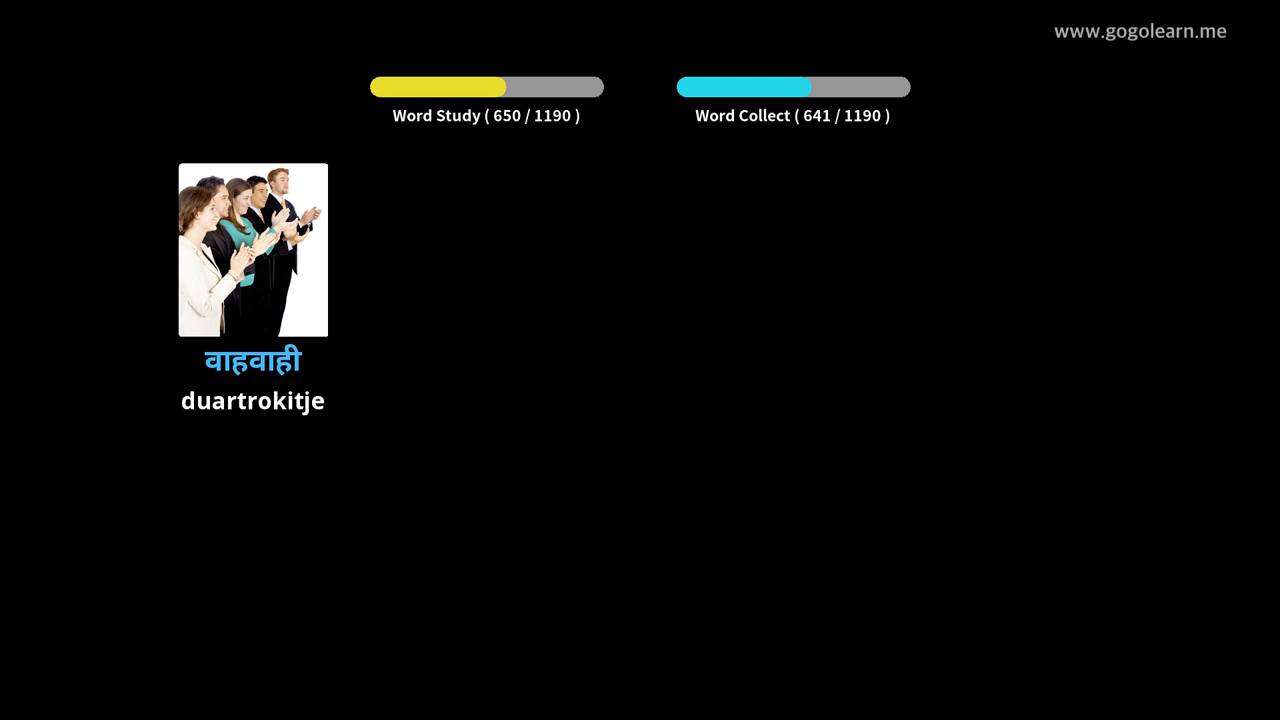 www.gogolearn.me
Word Study ( 650 / 1190 )
Word Collect ( 641 / 1190 )
वाहवाही
duartrokitje